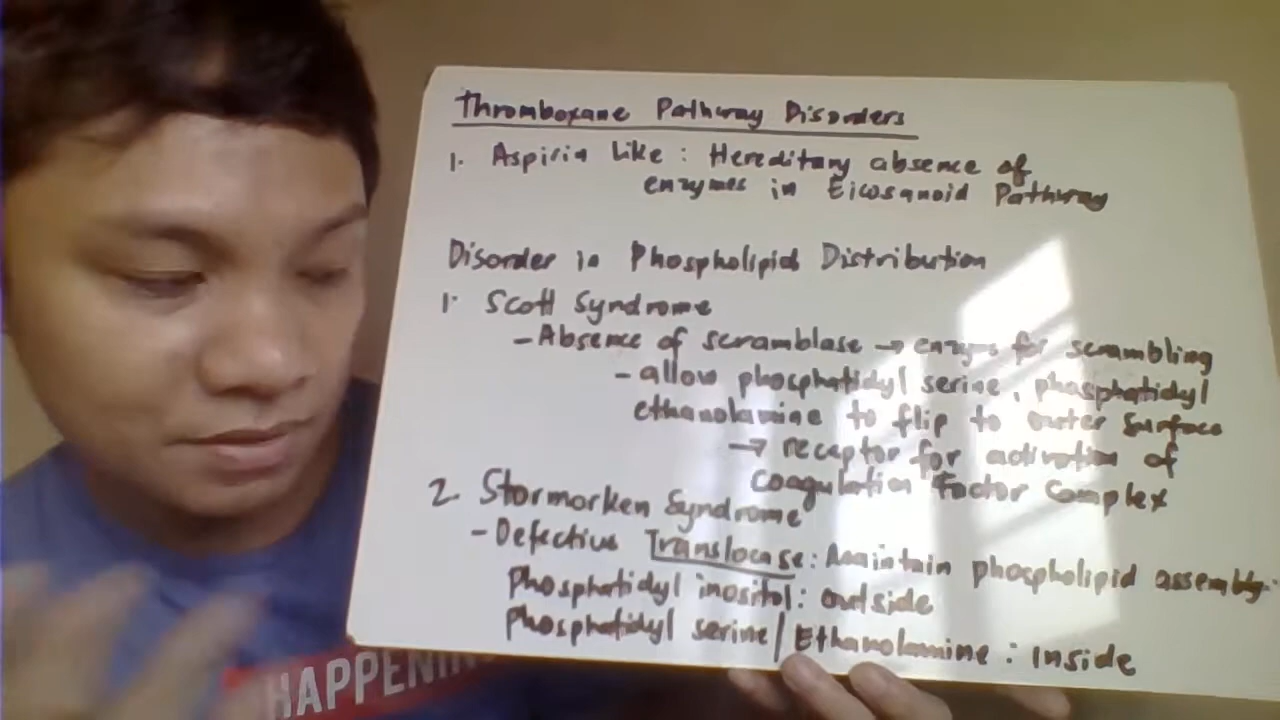 Thromboxane Pathway Disorders
1. Aspirin Like : Hereditary absence of
enzymes in Eicosanoid Pathway
Disorder in Phospholipid Distribution
1. Scott Syndrome
- Absence of scramblase → enzyme for scrambling
- allow phosphatidyl serine, phosphatidyl
ethanolamine to flip to outer surface
→ receptor for activation of
coagulation factor complex
2. Stormorken Syndrome
- Defective Translocase : Maintain phospholipid assembly.
Phosphatidyl inositol : outside
Phosphatidyl serine / Ethanolamine : inside
HAPPENIN